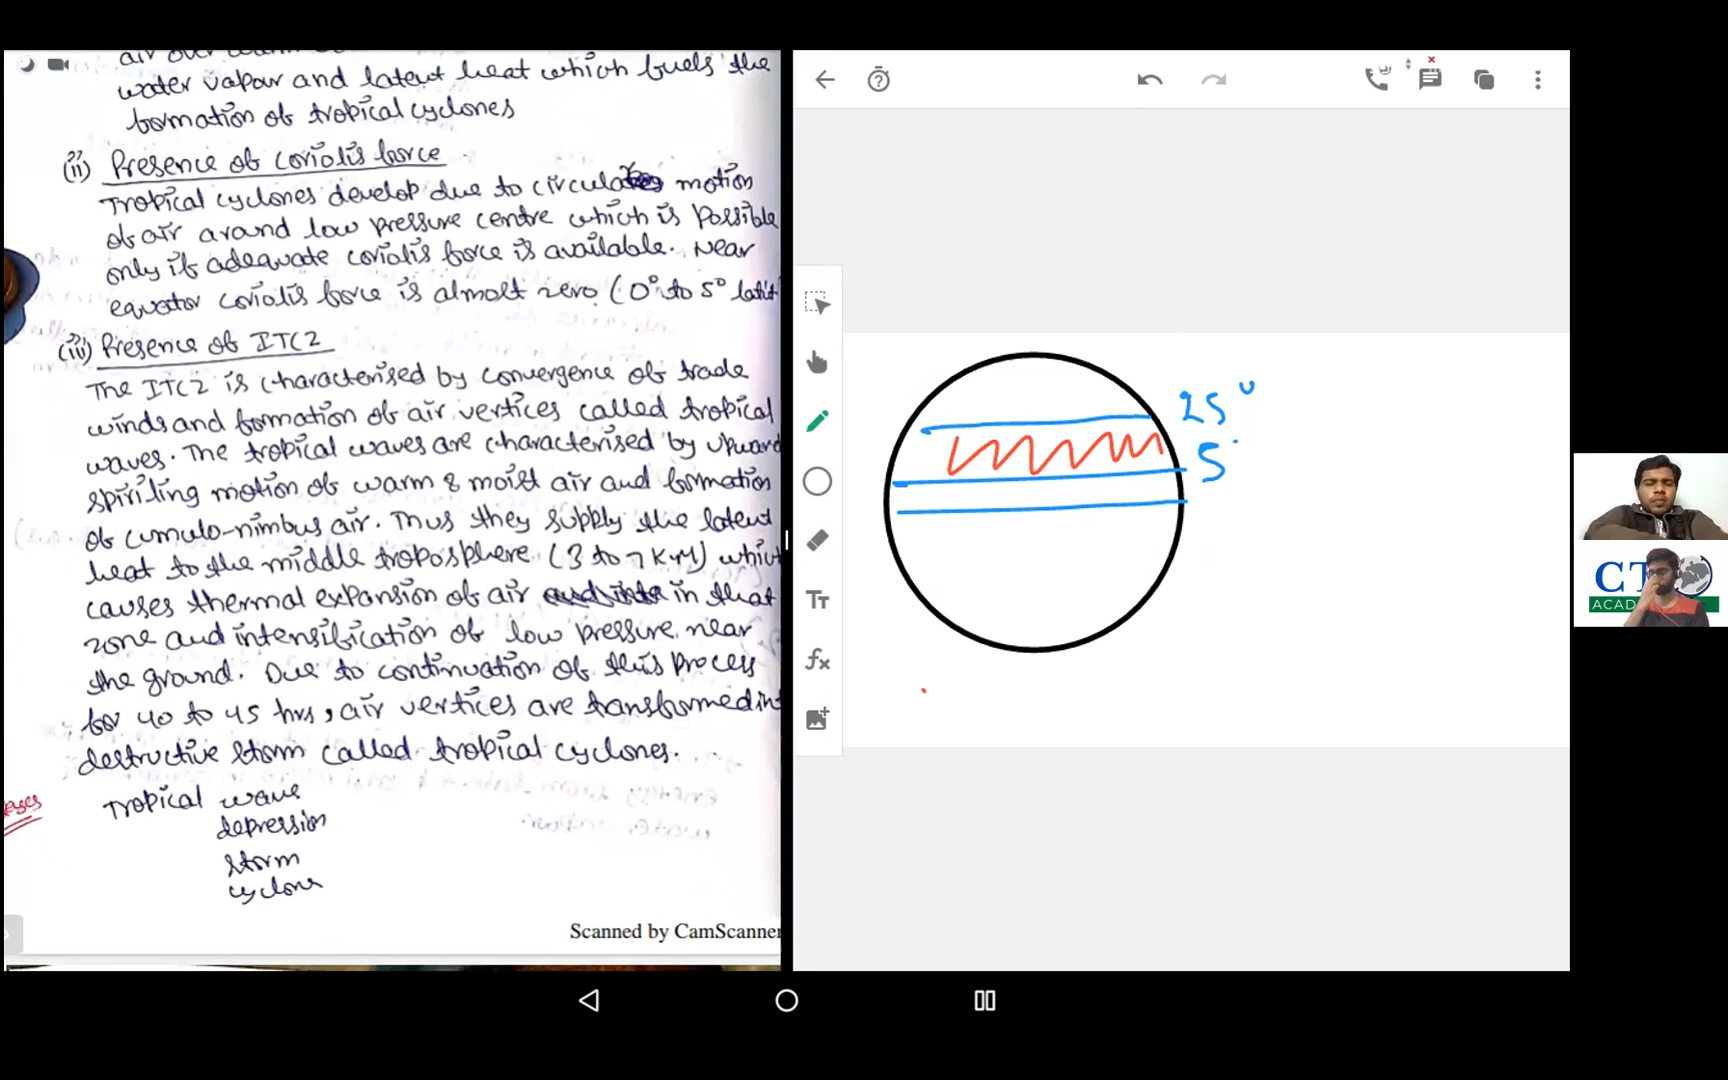 air over
water vapour and latent heat which fuels the
formation of tropical cyclones
(ii) Presence of coriolis force
Tropical cyclones develop due to circular motion
of air around low pressure centre which is possible
only if adequate coriolis force is available. Near
equator coriolis force is almost zero (0° to 5° latit
(iii) Presence of ITCZ
The ITCZ is characterised by convergence of trade
winds and formation of air vertices called tropical
waves. The tropical waves are characterised by upward
spiriling motion of warm & moist air and formation
of cumulo-nimbus air. Thus they supply the latent
heat to the middle troposphere (3 to 7 KM) which
causes thermal expansion of air in that
zone and intensification of low pressure near
the ground. Due to continuation of this process
for 40 to 45 hrs, air vertices are transformed in
destructive storm called tropical cyclones.
Tropical wave
depression
storm
cyclone
Scanned by CamScanner
25°
5°
Tт
fx
CT
ACAD